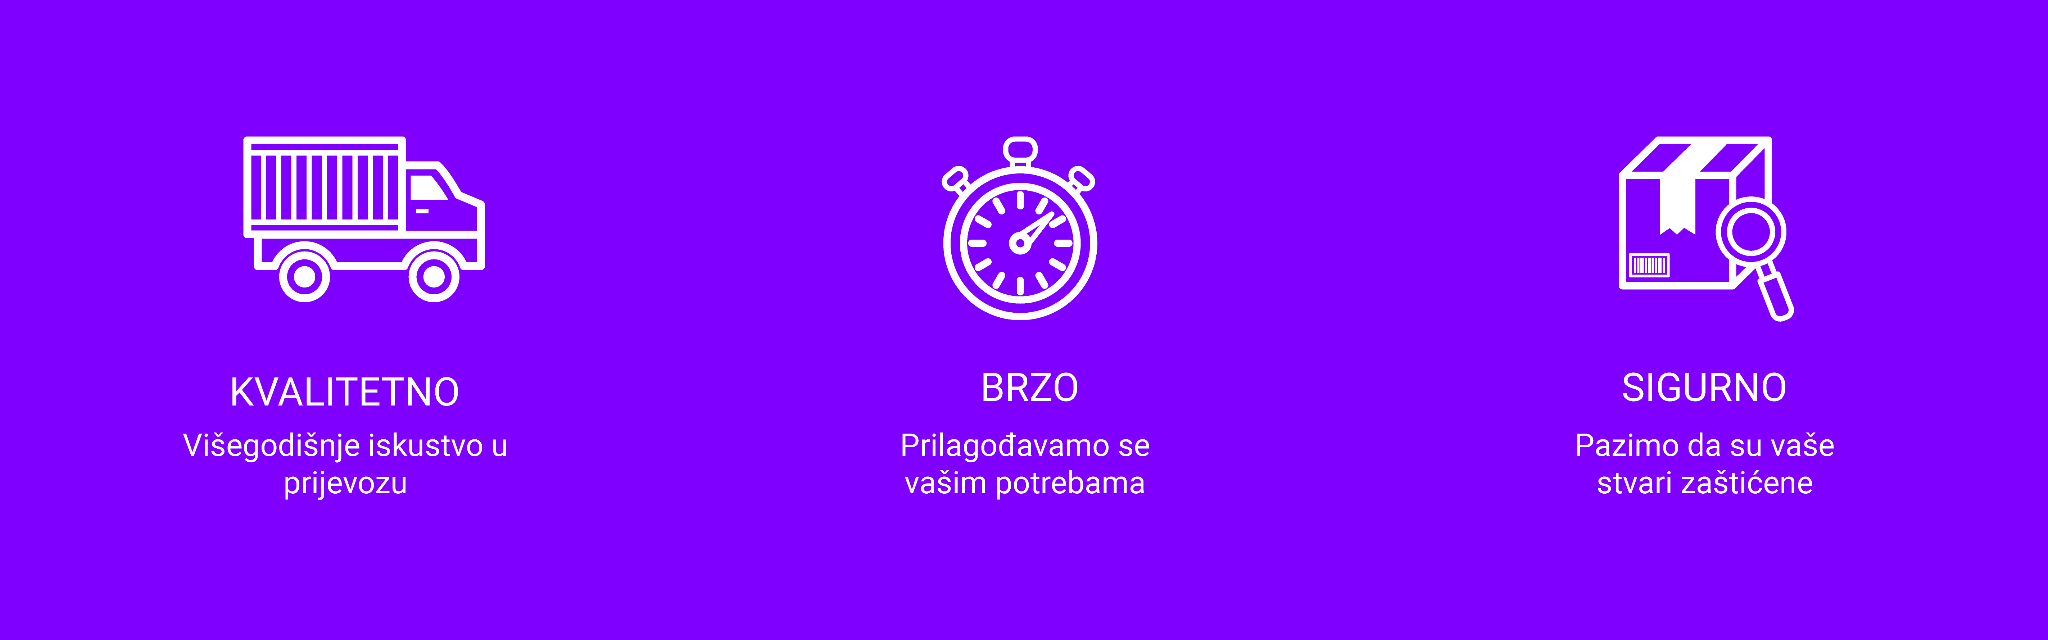 KVALITETNO
Višegodišnje iskustvo u
prijevozu
BRZO
Prilagođavamo se
vašim potrebama
SIGURNO
Pazimo da su vaše
stvari zaštićene